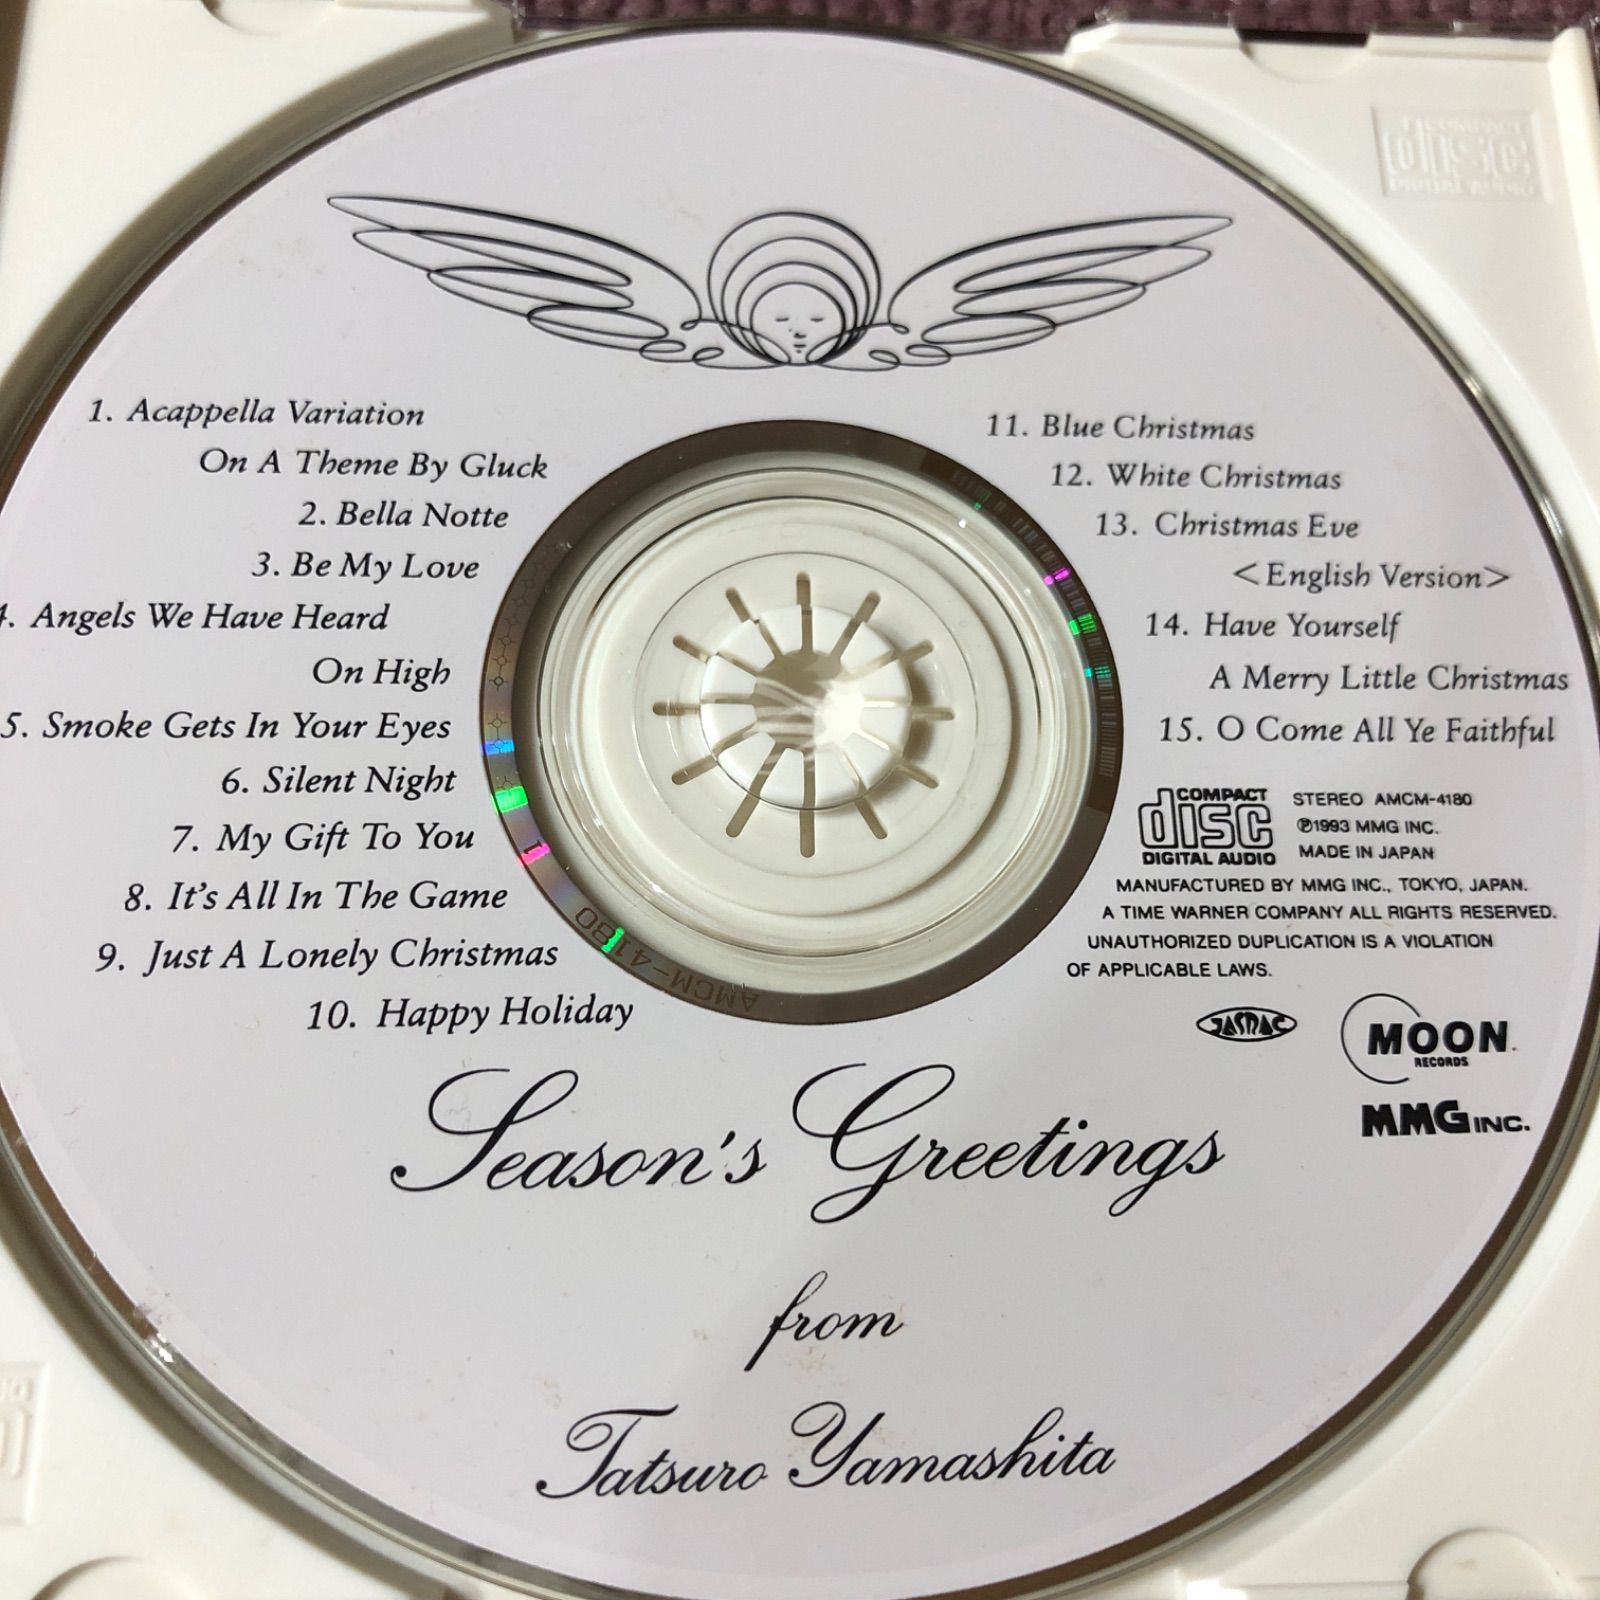 1. Acappella Variation
On A Theme By Gluck
2. Bella Notte
3. Be My Love
4. Angels We Have Heard
On High
5. Smoke Gets In Your Eyes
6. Silent Night
7. My Gift To You
8. It's All In The Game
9. Just A Lonely Christmas
10. Happy Holiday
11. Blue Christmas
12. White Christmas
13. Christmas Eve
<English Version>
14. Have Yourself
A Merry Little Christmas
15. O Come All Ye Faithful
COMPACT
disc
DIGITAL AUDIO
STEREO AMCM-4180
Ⓟ1993 MMG INC.
MADE IN JAPAN
MANUFACTURED BY MMG INC., TOKYO, JAPAN.
A TIME WARNER COMPANY ALL RIGHTS RESERVED.
UNAUTHORIZED DUPLICATION IS A VIOLATION
OF APPLICABLE LAWS.
JASRAC
MOON
RECORDS
MMG INC.
Season's Greetings
from
Tatsuro Yamashita
AMCM-4180
COMPACT
disc
DIGITAL AUDIO